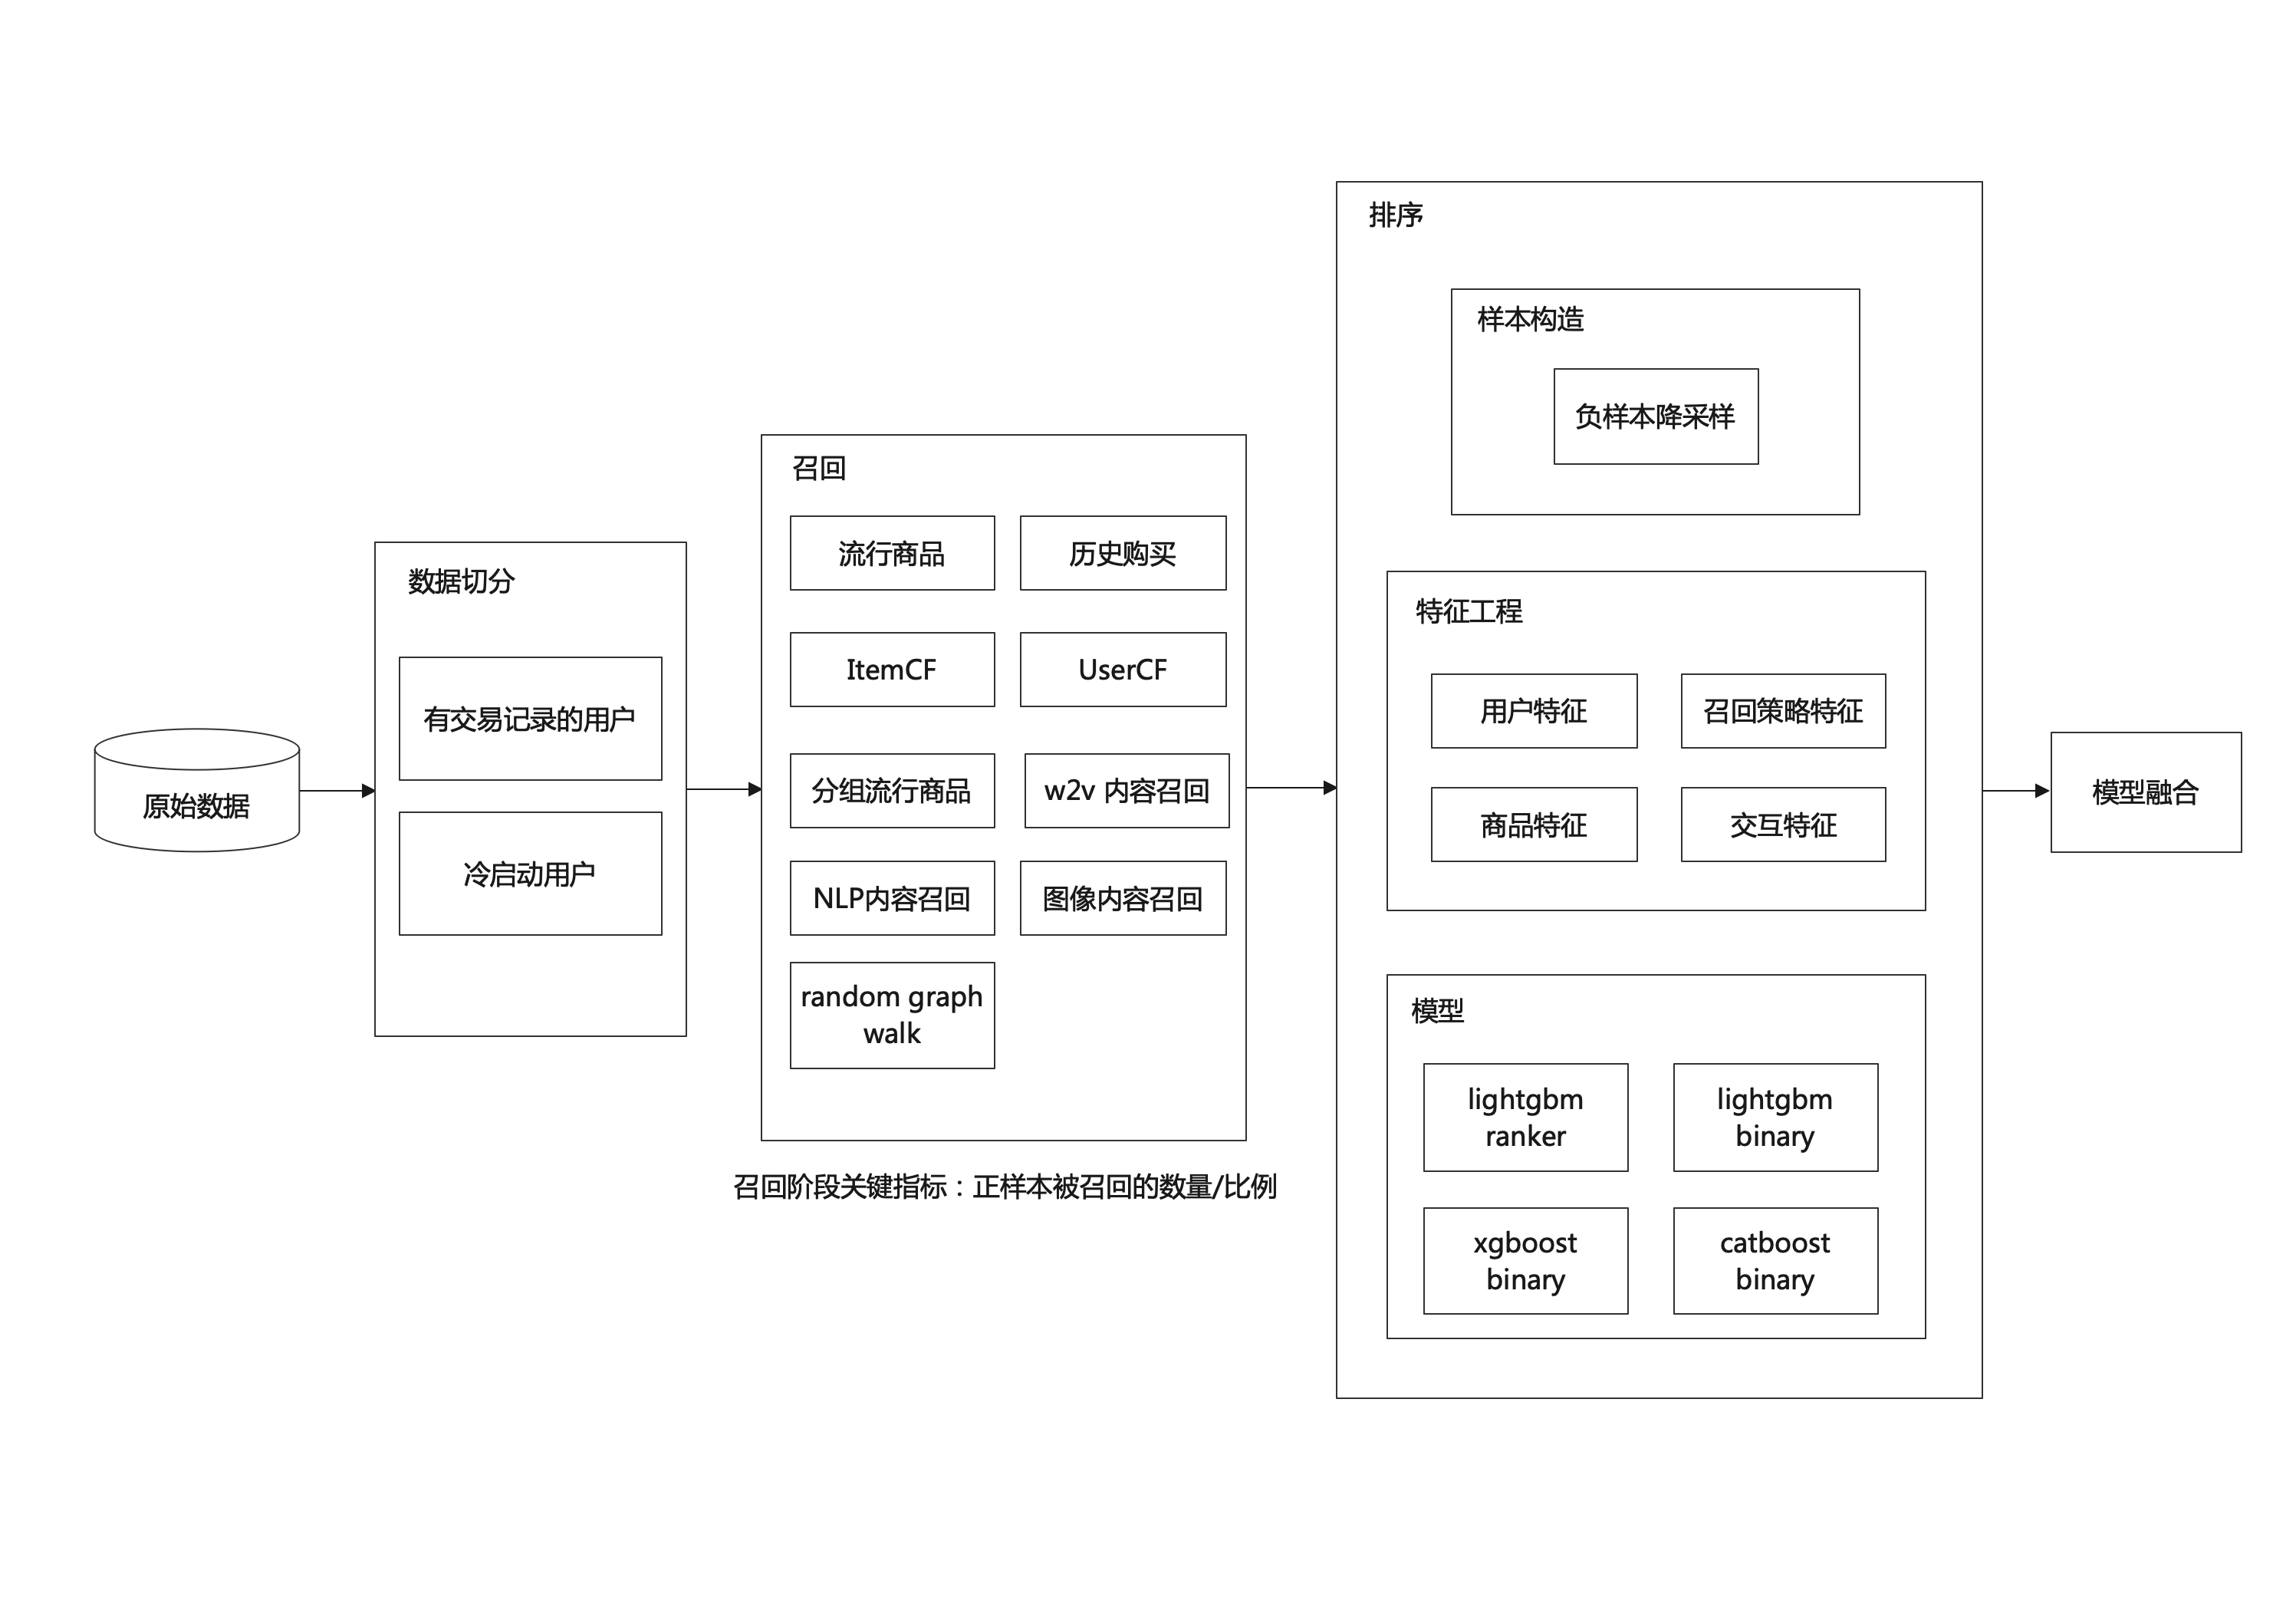 原始数据
数据切分
有交易记录的用户
冷启动用户
召回
流行商品
历史购买
ItemCF
UserCF
分组流行商品
w2v 内容召回
NLP内容召回
图像内容召回
random graph
walk
召回阶段关键指标：正样本被召回的数量/比例
排序
样本构造
负样本降采样
特征工程
用户特征
召回策略特征
商品特征
交互特征
模型
lightgbm
ranker
lightgbm
binary
xgboost
binary
catboost
binary
模型融合